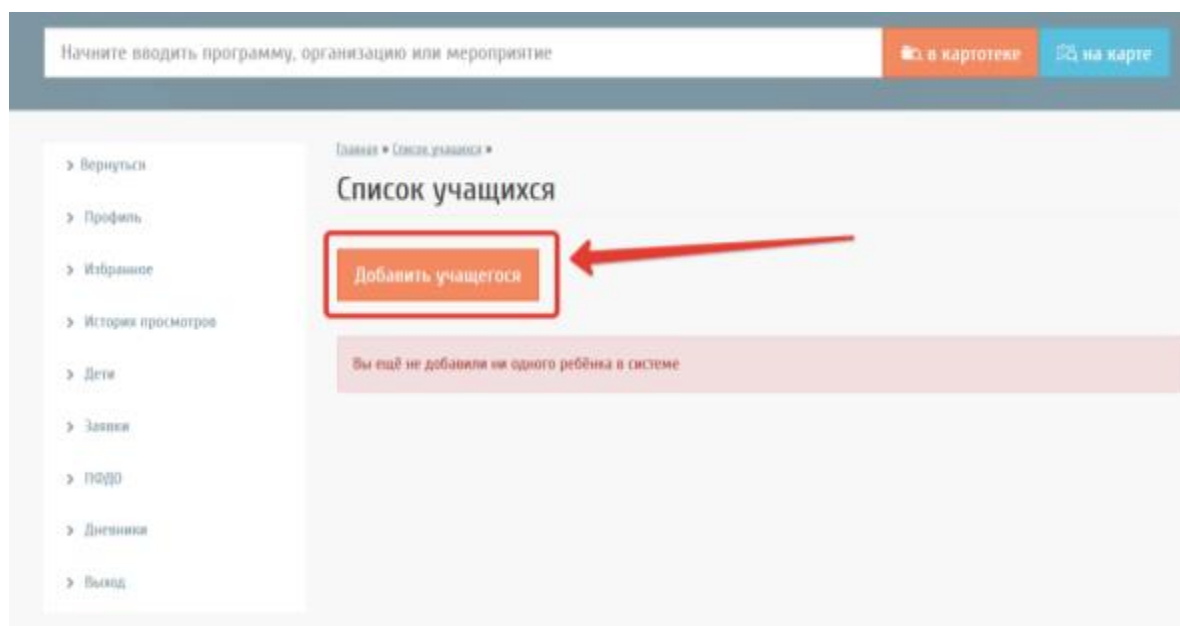 Начните вводить программу, организацию или мероприятие
в картотеке
на карте
Главная • Список учащихся •
Список учащихся
Добавить учащегося
Вы ещё не добавили ни одного ребёнка в системе
> Вернуться
> Профиль
> Избранное
> История просмотров
> Дети
> Заявки
> ПФДО
> Дневники
> Выход